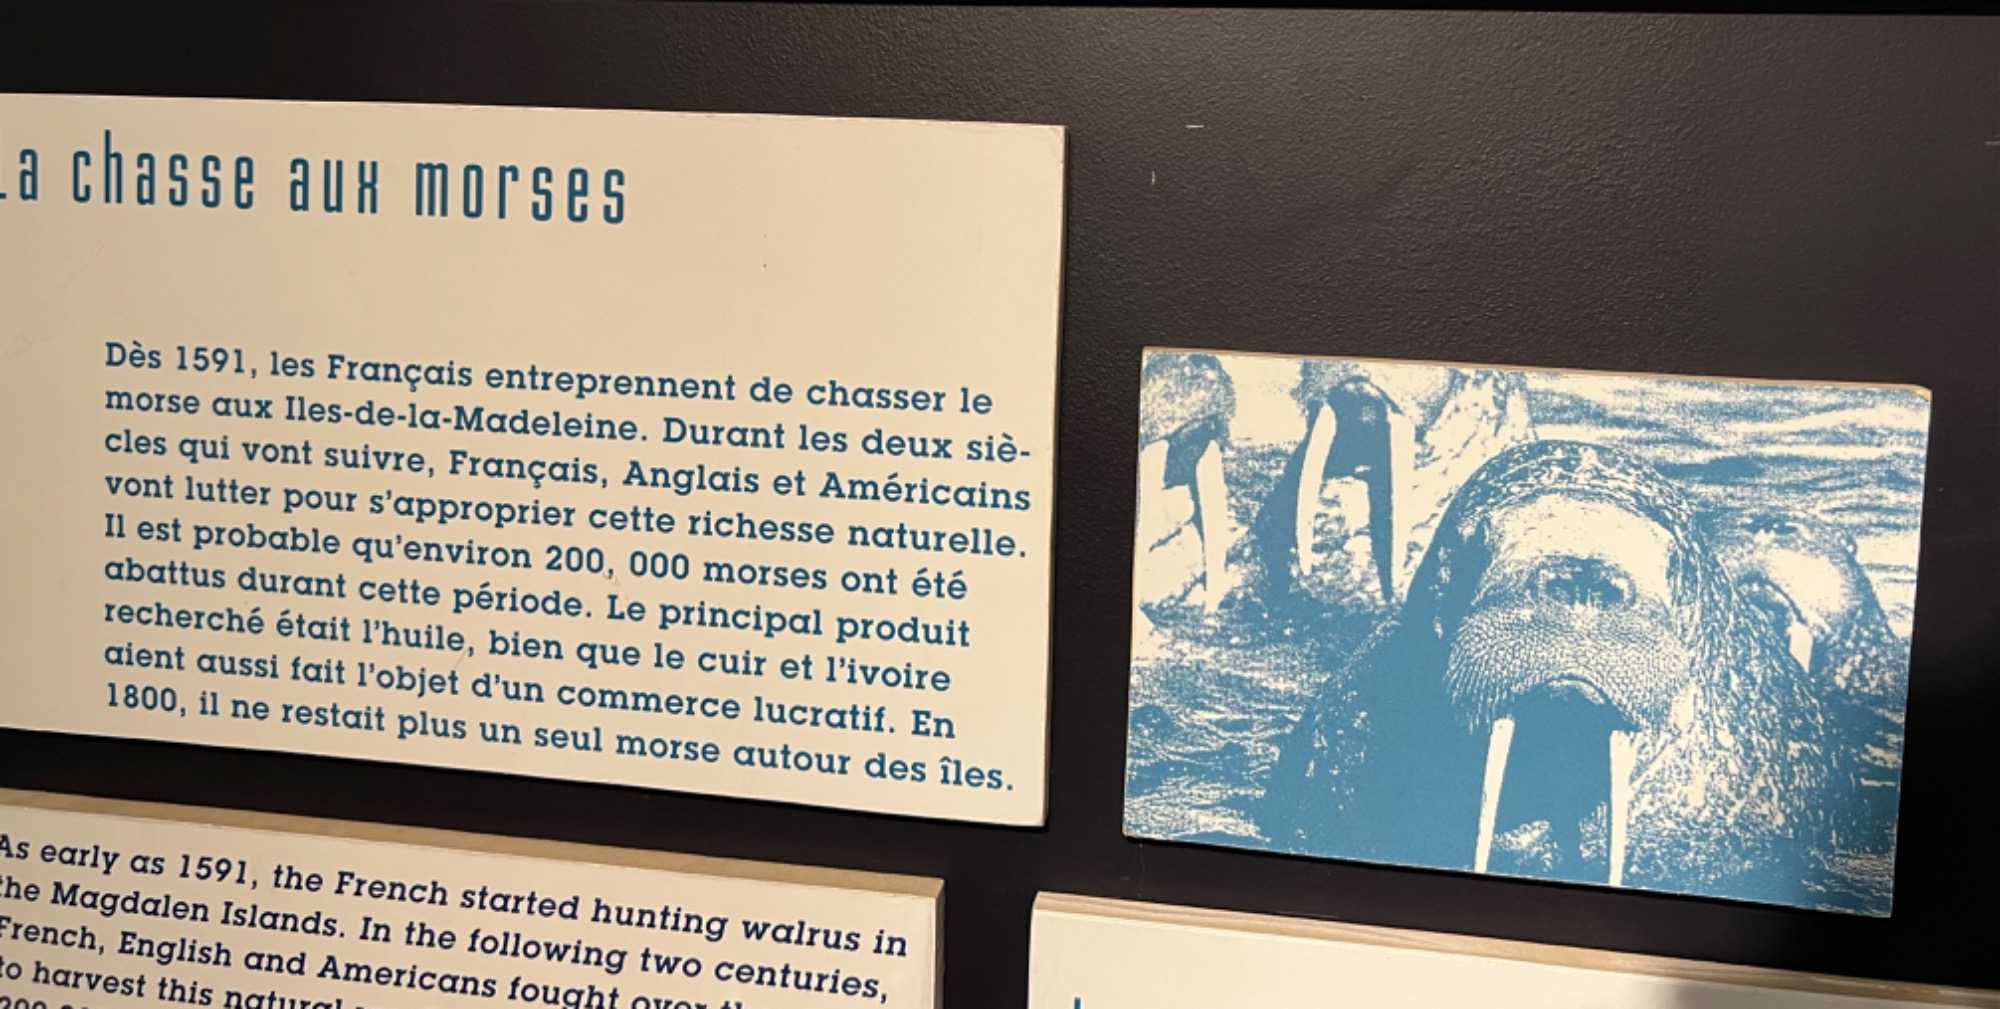 La chasse aux morses
Dès 1591, les Français entreprennent de chasser le
morse aux Iles-de-la-Madeleine. Durant les deux siè-
cles qui vont suivre, Français, Anglais et Américains
vont lutter pour s'approprier cette richesse naturelle.
Il est probable qu'environ 200, 000 morses ont été
abattus durant cette période. Le principal produit
recherché était l'huile, bien que le cuir et l'ivoire
aient aussi fait l'objet d'un commerce lucratif. En
1800, il ne restait plus un seul morse autour des îles.
As early as 1591, the French started hunting walrus in
the Magdalen Islands. In the following two centuries,
French, English and Americans fought over
to harvest this natural